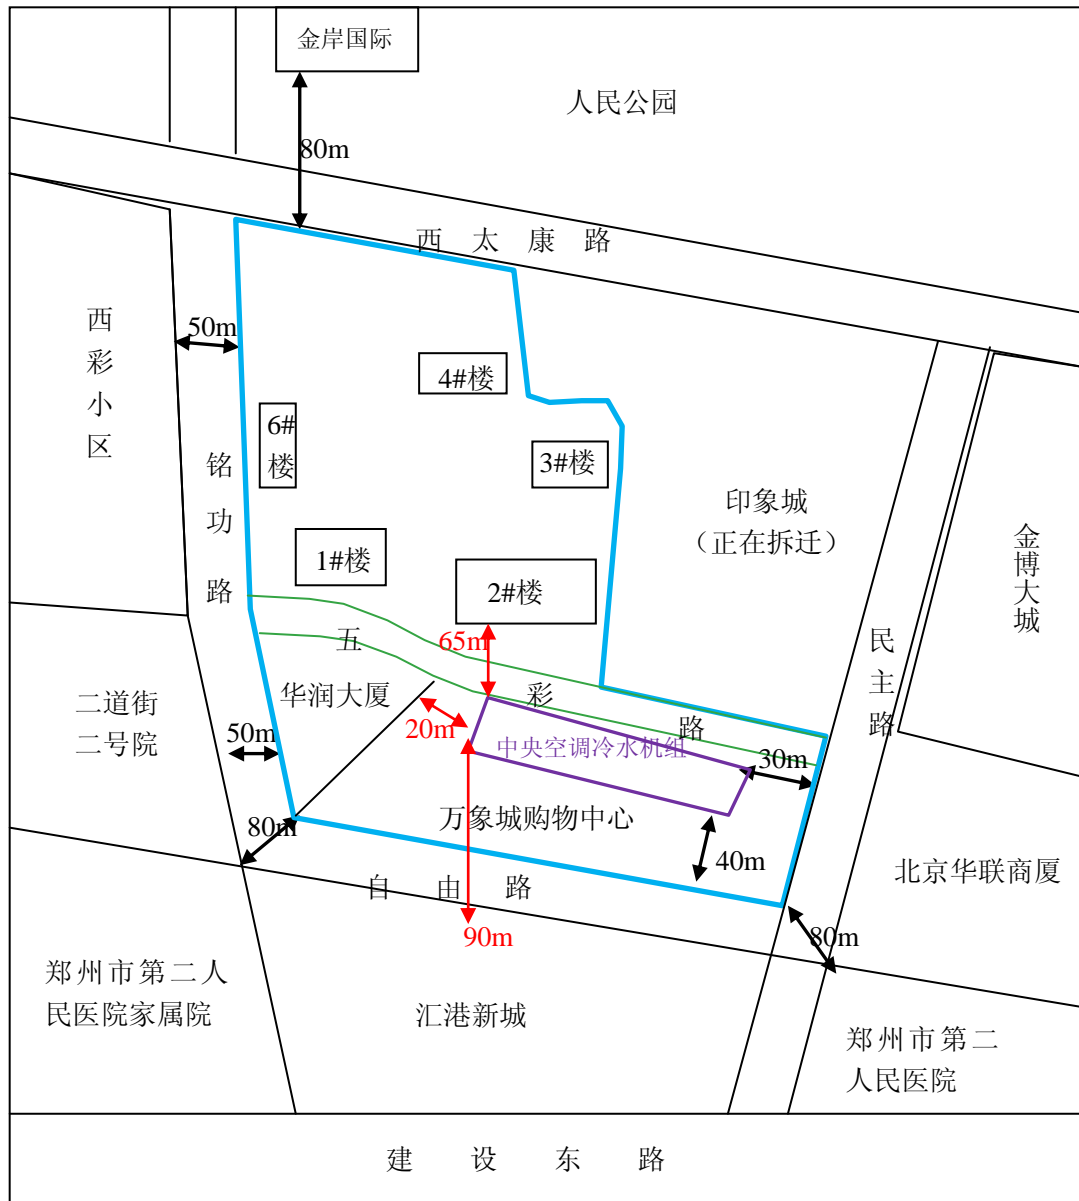 金岸国际
人民公园
80m
西太康路
50m
西彩小区
4#楼
6#
楼
3#楼
铭功路
印象城
（正在拆迁）
金博大城
1#楼
2#楼
65m
五彩路
民主路
华润大厦
二道街
二号院
50m
20m
中央空调冷水机组
30m
万象城购物中心
80m
40m
北京华联商厦
自由路
90m
80m
郑州市第二人
民医院家属院
汇港新城
郑州市第二
人民医院
建设东路